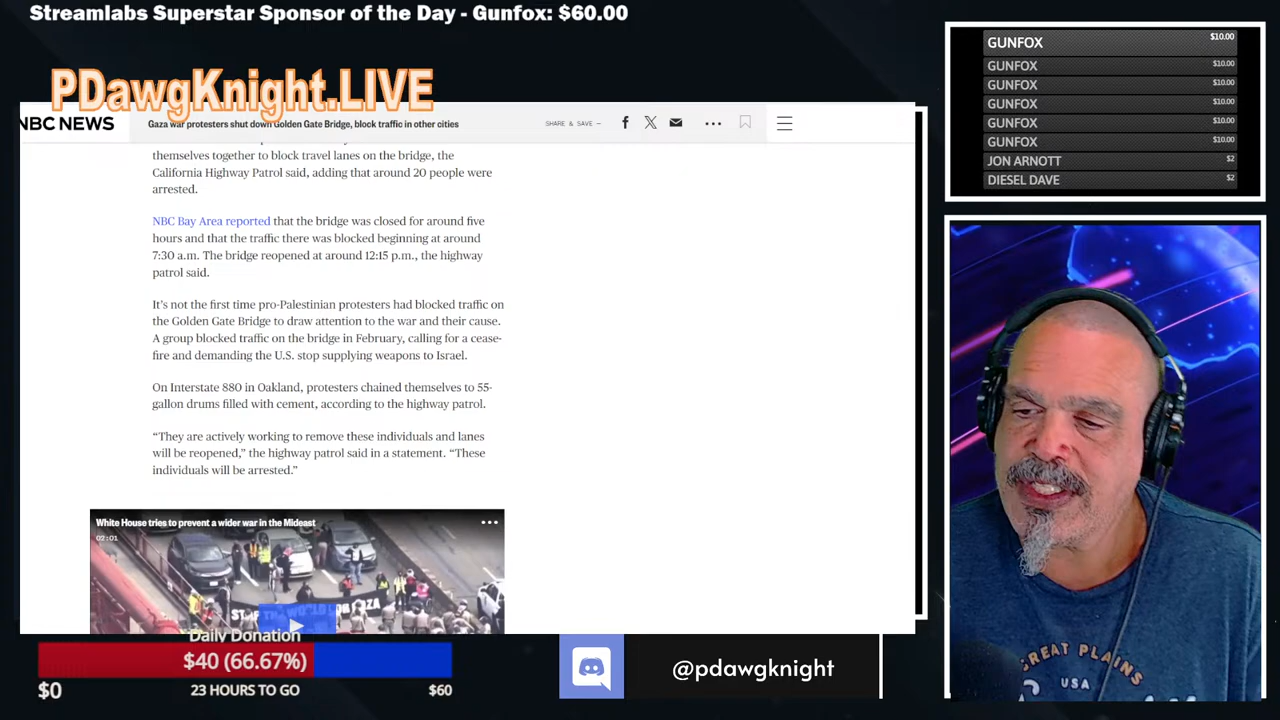 Streamlabs Superstar Sponsor of the Day - Gunfox: $60.00
PDawgKnight.LIVE
NBC NEWS
Gaza war protesters shut down Golden Gate Bridge, block traffic in other cities
SHARE & SAVE —
themselves together to block travel lanes on the bridge, the
California Highway Patrol said, adding that around 20 people were
arrested.
NBC Bay Area reported that the bridge was closed for around five
hours and that the traffic there was blocked beginning at around
7:30 a.m. The bridge reopened at around 12:15 p.m., the highway
patrol said.
It's not the first time pro-Palestinian protesters had blocked traffic on
the Golden Gate Bridge to draw attention to the war and their cause.
A group blocked traffic on the bridge in February, calling for a cease-
fire and demanding the U.S. stop supplying weapons to Israel.
On Interstate 880 in Oakland, protesters chained themselves to 55-
gallon drums filled with cement, according to the highway patrol.
“They are actively working to remove these individuals and lanes
will be reopened,” the highway patrol said in a statement. “These
individuals will be arrested.”
White House tries to prevent a wider war in the Mideast
02:01
STOP THE WORLD FOR GAZA
Daily Donation
$40 (66.67%)
$0
23 HOURS TO GO
$60
@pdawgknight
GUNFOX $10.00
GUNFOX $10.00
GUNFOX $10.00
GUNFOX $10.00
GUNFOX $10.00
GUNFOX $10.00
JON ARNOTT $2
DIESEL DAVE $2
GREAT PLAINS
USA